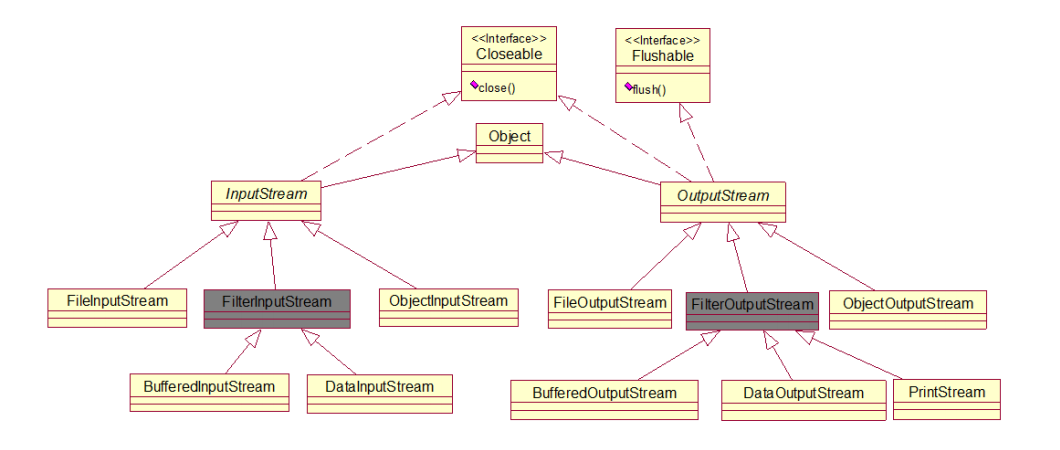 <<Interface>>
Closeable
close()
<<Interface>>
Flushable
flush()
Object
InputStream
OutputStream
FileInputStream
FilterInputStream
ObjectInputStream
FileOutputStream
FilterOutputStream
ObjectOutputStream
BufferedInputStream
DataInputStream
BufferedOutputStream
DataOutputStream
PrintStream